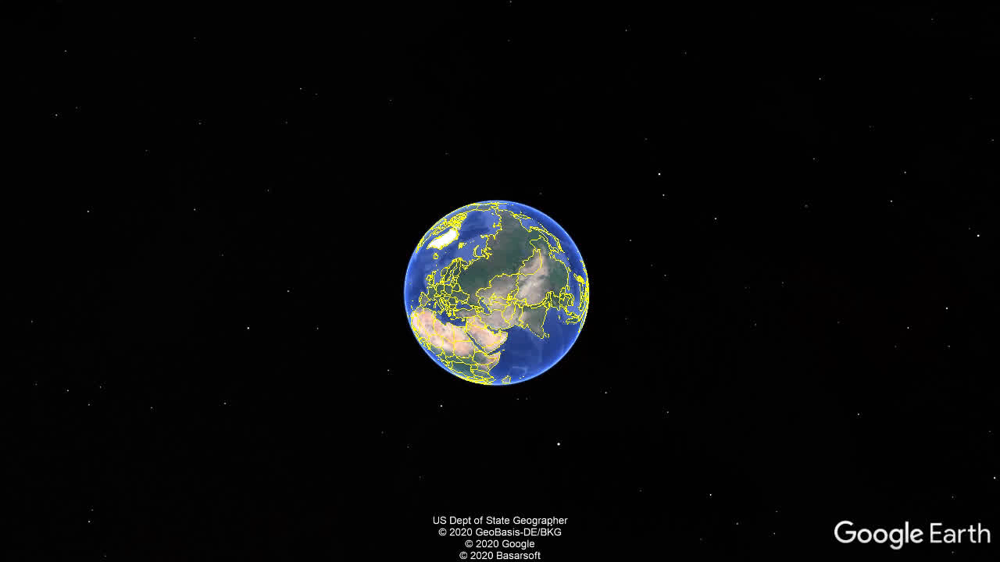 US Dept of State Geographer
© 2020 GeoBasis-DE/BKG
© 2020 Google
© 2020 Basarsoft
Google Earth